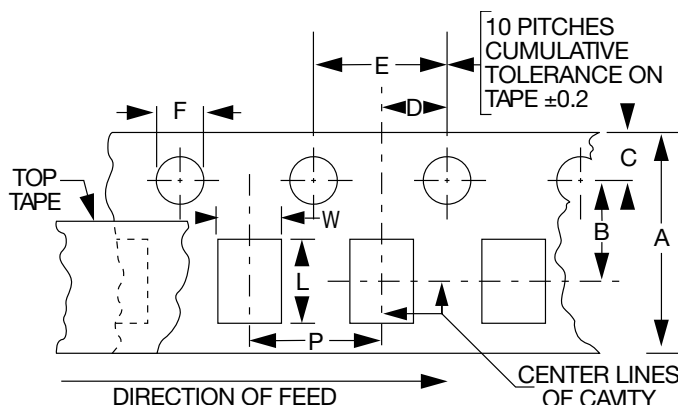 10 PITCHES
CUMULATIVE
TOLERANCE ON
TAPE ±0.2
E
F
D
C
TOP
TAPE
W
B
A
L
P
CENTER LINES
OF CAVITY
DIRECTION OF FEED